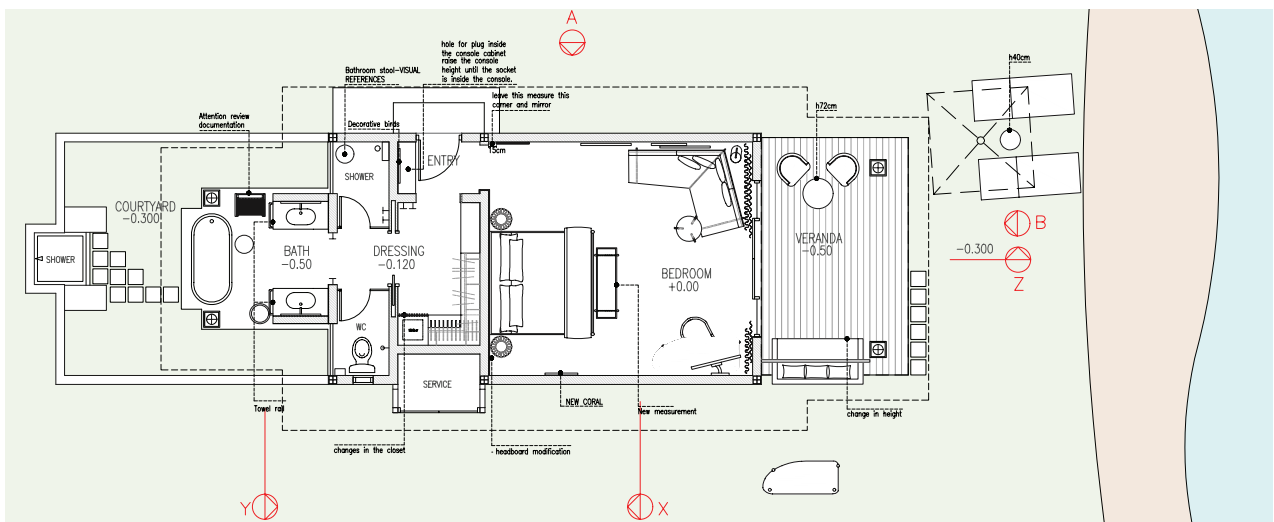 A
hole for plug inside
the console cabinet
raise the console
height until the socket
is inside the console.
Bathroom stool-VISUAL
REFERENCES
leave this measure this
corner and mirror
h40cm
h72cm
Attention review
documentation
Decorative birds
15cm
ENTRY
SHOWER
COURTYARD
-0.300
BATH
-0.50
DRESSING
-0.120
BEDROOM
+0.00
VERANDA
-0.50
B
-0.300
Z
SHOWER
WC
SERVICE
Towel rail
NEW CORAL
New measurement
change in height
changes in the closet
- headboard modification
Y
X